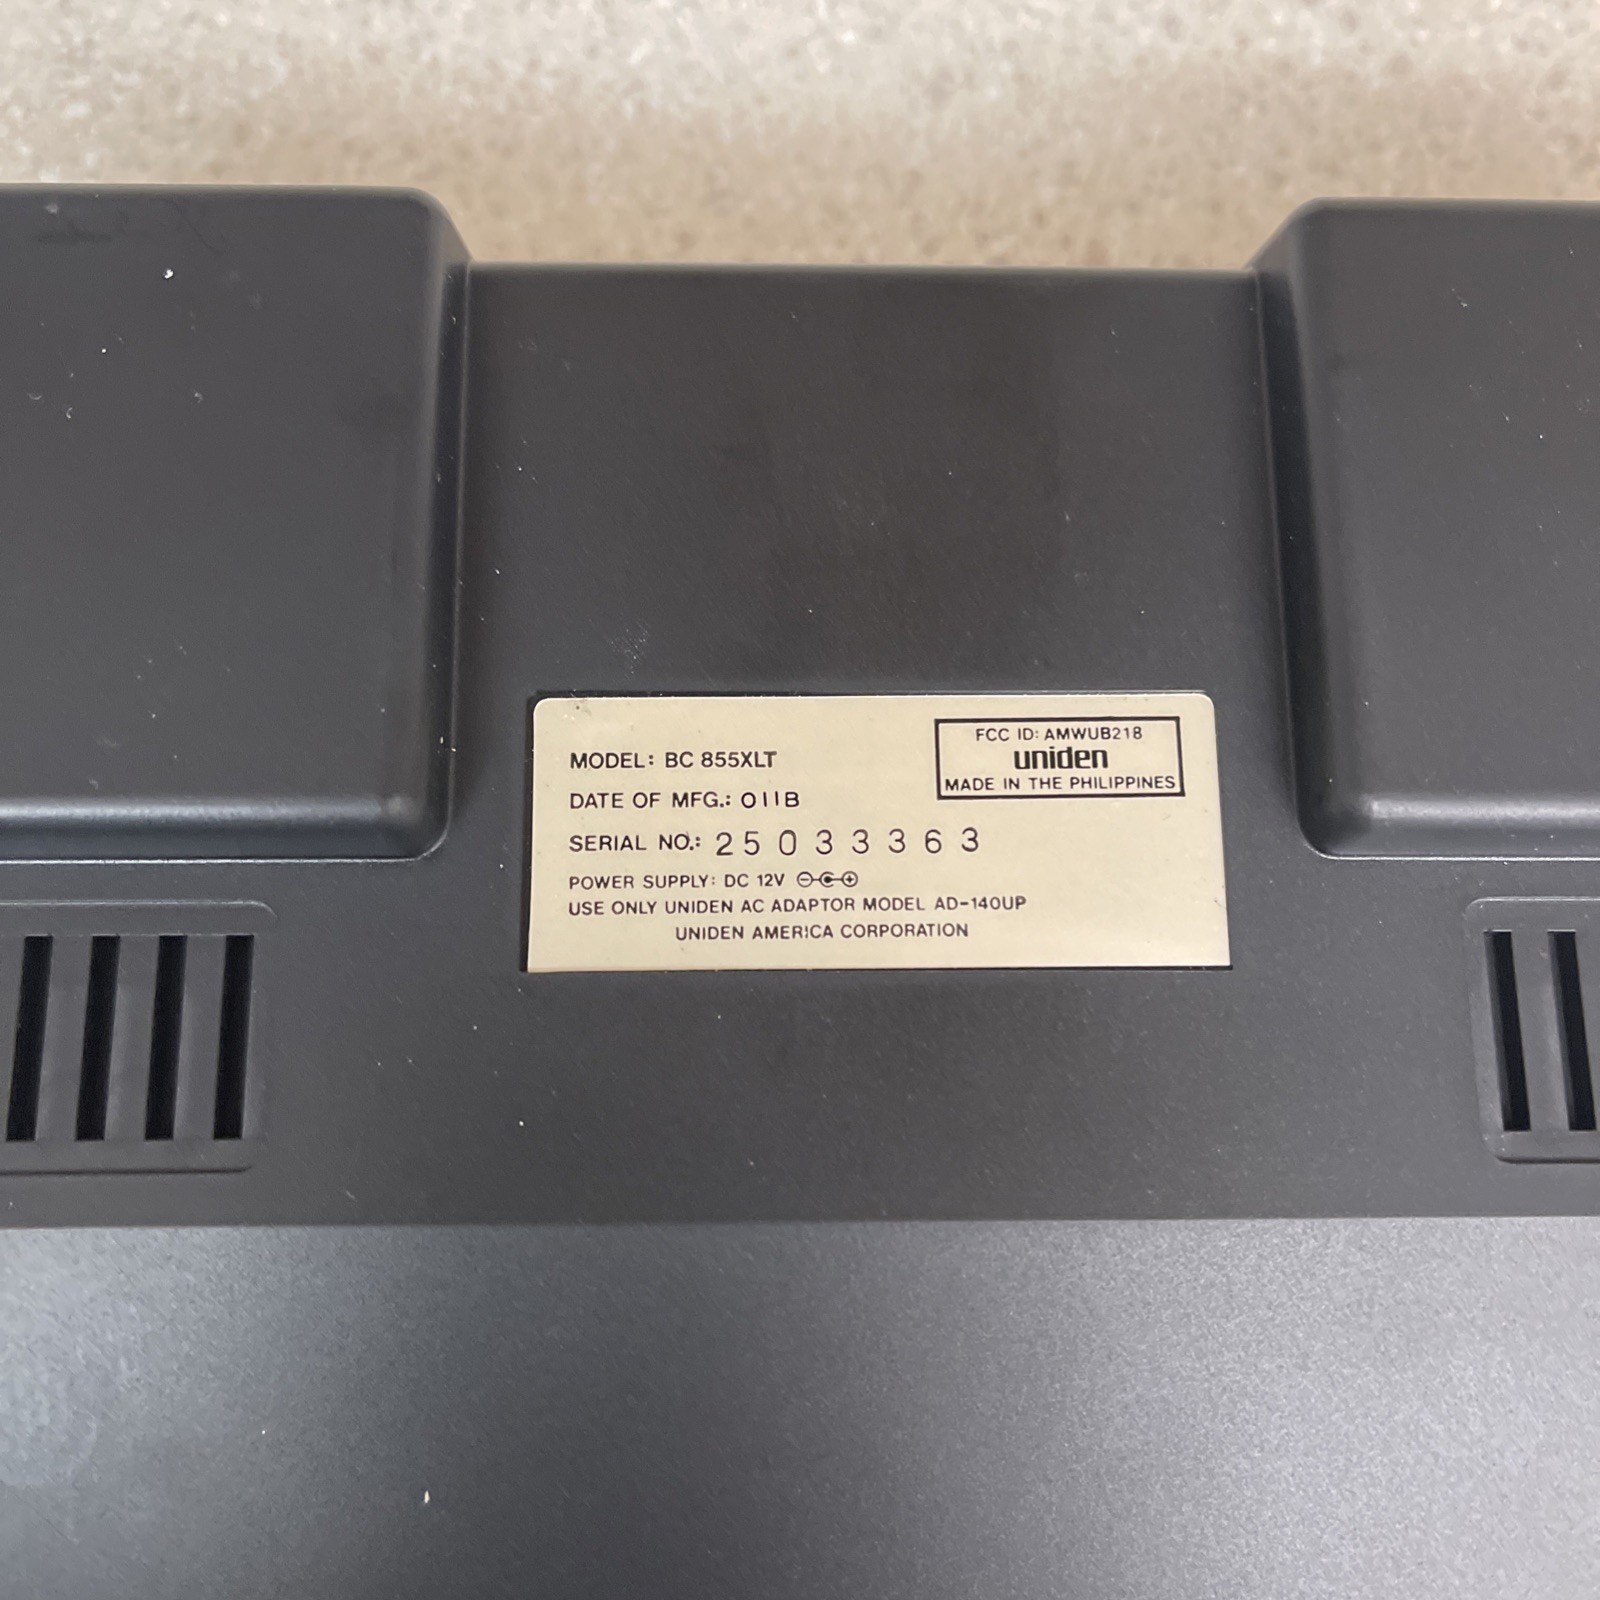 MODEL: BC 855XLT
DATE OF MFG.: 011B
SERIAL NO.: 25033363
FCC ID: AMWUB218
uniden
MADE IN THE PHILIPPINES
POWER SUPPLY: DC 12V
USE ONLY UNIDEN AC ADAPTOR MODEL AD-140UP
UNIDEN AMERICA CORPORATION